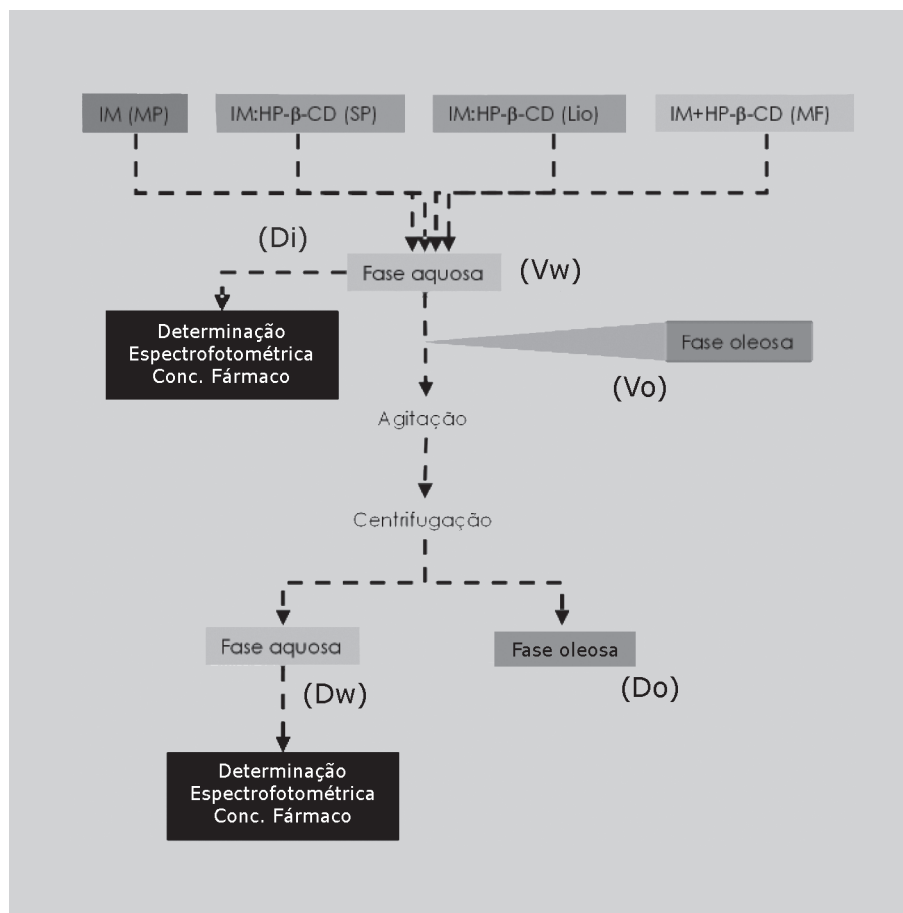 IM (MP)
IM:HP-β-CD (SP)
IM:HP-β-CD (Lio)
IM+HP-β-CD (MF)
(Di)
Fase aquosa
(Vw)
Determinação
Espectrofotométrica
Conc. Fármaco
Fase oleosa
(Vo)
Agitação
Centrifugação
Fase aquosa
Fase oleosa
(Dw)
(Do)
Determinação
Espectrofotométrica
Conc. Fármaco